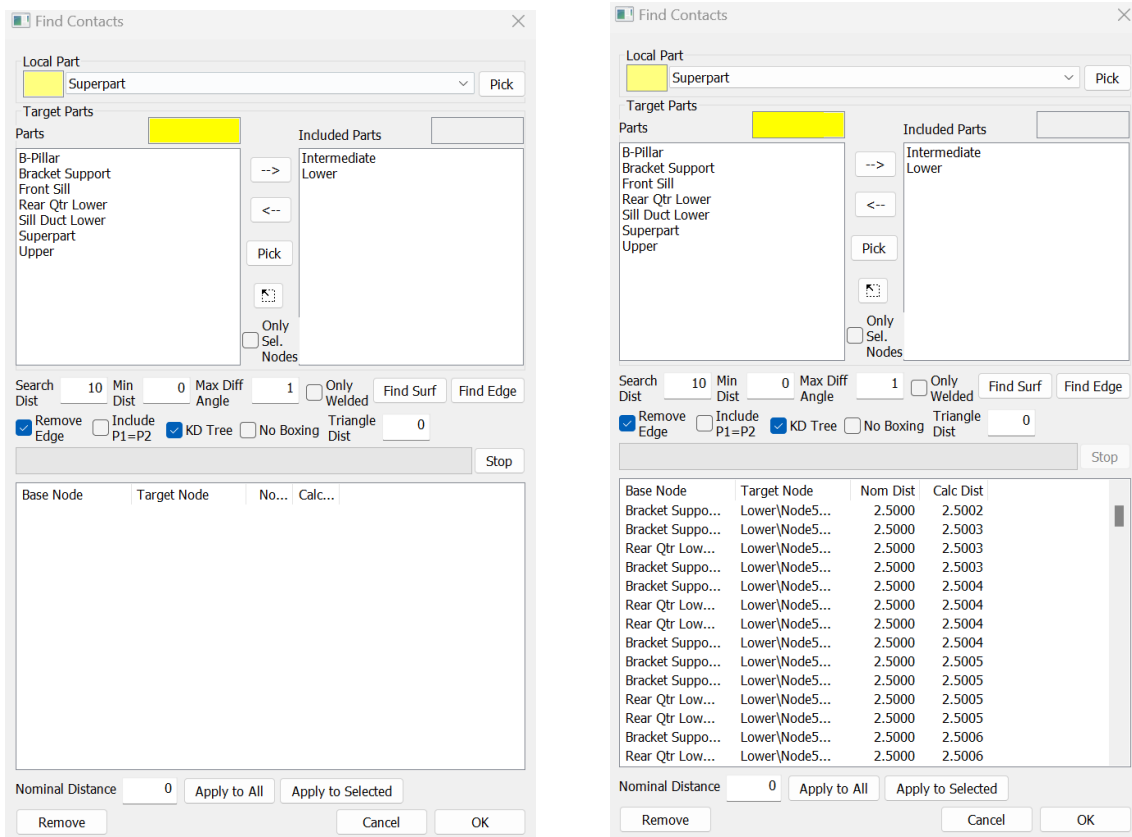 Find Contacts
Local Part
Superpart
Pick
Target Parts
Parts
Included Parts
B-Pillar
Bracket Support
Front Sill
Rear Qtr Lower
Sill Duct Lower
Superpart
Upper
-->
<--
Pick
Only
Sel.
Nodes
Intermediate
Lower
Search
Dist
10
Min
Dist
0
Max Diff
Angle
1
Only
Welded
Find Surf
Find Edge
Remove
Edge
Include
P1=P2
KD Tree
No Boxing
Triangle
Dist
0
Stop
Base Node Target Node No... Calc...
Nominal Distance 0 Apply to All Apply to Selected
Remove Cancel OK
Find Contacts
Local Part
Superpart
Pick
Target Parts
Parts
Included Parts
B-Pillar
Bracket Support
Front Sill
Rear Qtr Lower
Sill Duct Lower
Superpart
Upper
-->
<--
Pick
Only
Sel.
Nodes
Intermediate
Lower
Search
Dist
10
Min
Dist
0
Max Diff
Angle
1
Only
Welded
Find Surf
Find Edge
Remove
Edge
Include
P1=P2
KD Tree
No Boxing
Triangle
Dist
0
Stop
Base Node Target Node Nom Dist Calc Dist
Bracket Suppo... Lower\Node5... 2.5000 2.5002
Bracket Suppo... Lower\Node5... 2.5000 2.5003
Rear Qtr Low... Lower\Node5... 2.5000 2.5003
Bracket Suppo... Lower\Node5... 2.5000 2.5003
Bracket Suppo... Lower\Node5... 2.5000 2.5004
Rear Qtr Low... Lower\Node5... 2.5000 2.5004
Rear Qtr Low... Lower\Node5... 2.5000 2.5004
Bracket Suppo... Lower\Node5... 2.5000 2.5004
Bracket Suppo... Lower\Node5... 2.5000 2.5005
Bracket Suppo... Lower\Node5... 2.5000 2.5005
Rear Qtr Low... Lower\Node5... 2.5000 2.5005
Rear Qtr Low... Lower\Node5... 2.5000 2.5005
Bracket Suppo... Lower\Node5... 2.5000 2.5006
Rear Qtr Low... Lower\Node5... 2.5000 2.5006
Nominal Distance 0 Apply to All Apply to Selected
Remove Cancel OK